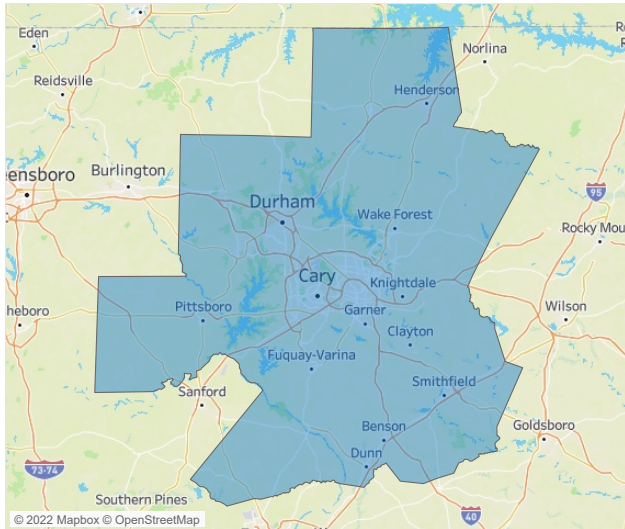 Eden
Norlina
Reidsville
Henderson
Burlington
ensboro
95
Durham
Wake Forest
Rocky Mou
Cary
Knightdale
Pittsboro
Garner
Wilson
heboro
Clayton
Fuquay-Varina
Smithfield
Sanford
Benson
Goldsboro
Dunn
73-74
Southern Pines
40
© 2022 Mapbox © OpenStreetMap